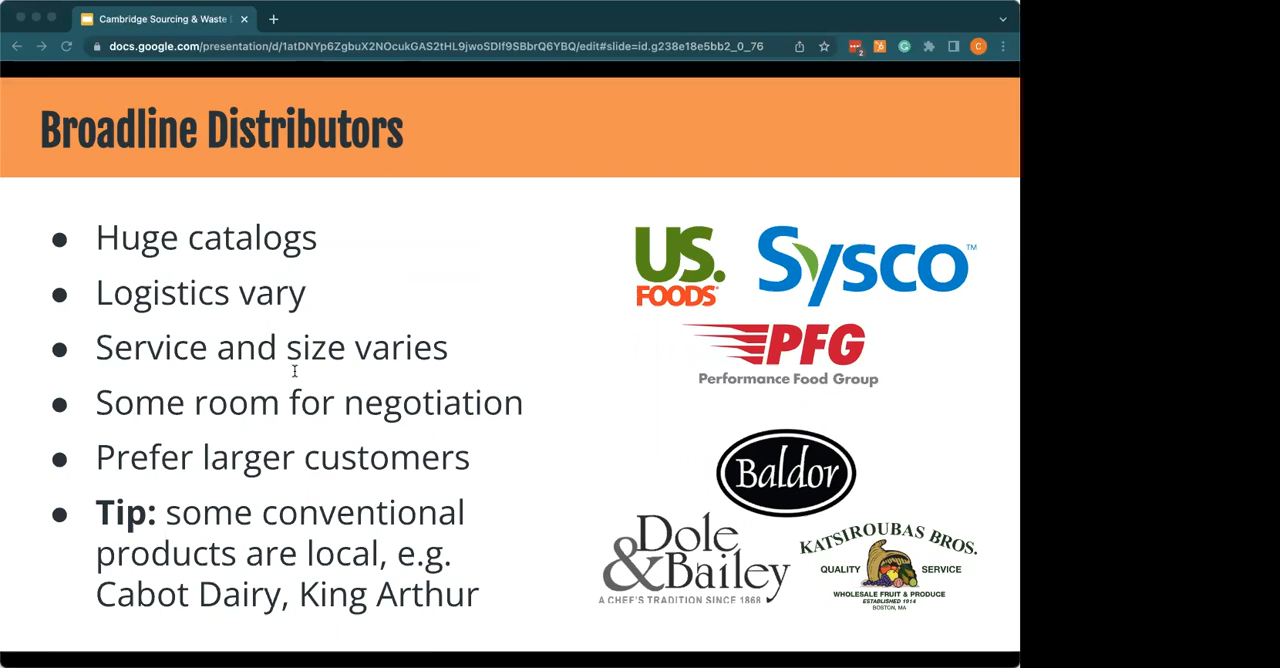 Cambridge Sourcing & Waste
docs.google.com/presentation/d/1atDNYp6ZgbuX2NOcukGAS2tHL9jwoSDIf9SBbrQ6YBQ/edit#slide=id.g238e18e5bb2_0_76
2
C
Broadline Distributors
● Huge catalogs
● Logistics vary
● Service and size varies
● Some room for negotiation
● Prefer larger customers
● Tip: some conventional
products are local, e.g.
Cabot Dairy, King Arthur
US.
FOODS®
Sysco™
PFG
Performance Food Group
Baldor
Dole
&Bailey
A CHEF'S TRADITION SINCE 1868
KATSIROUBAS BROS.
QUALITY SERVICE
WHOLESALE FRUIT & PRODUCE
ESTABLISHED 1914
BOSTON, MA